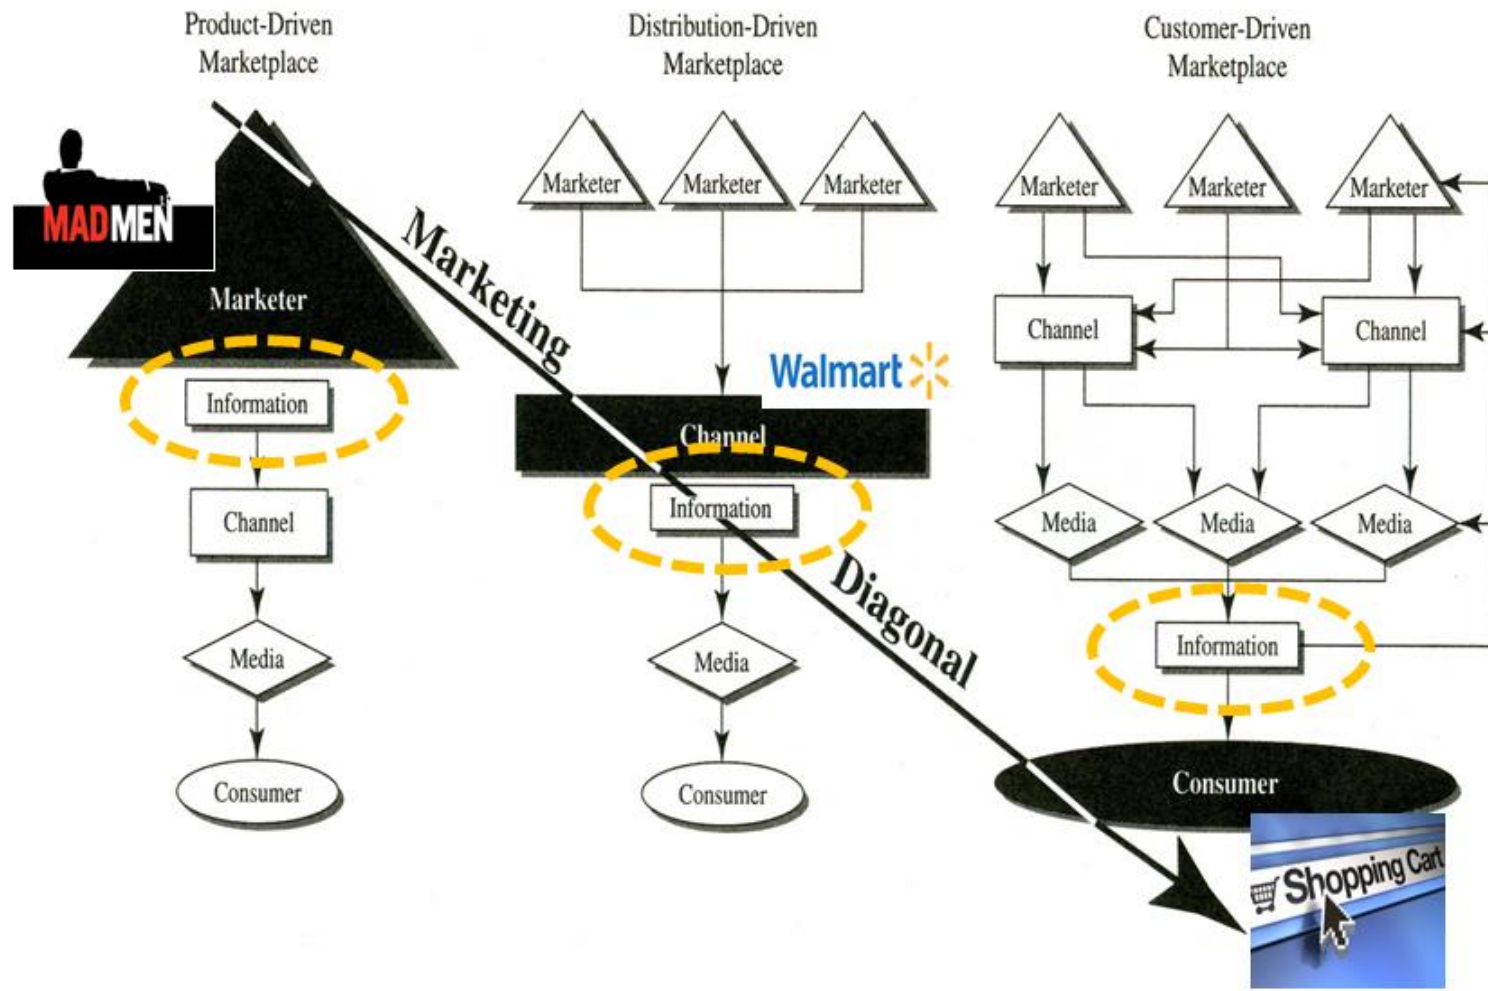 Product-Driven
Marketplace
Distribution-Driven
Marketplace
Customer-Driven
Marketplace
MADMEN
Marketer
Information
Channel
Media
Consumer
Marketing
Diagonal
Marketer
Marketer
Marketer
Walmart
Channel
Information
Media
Consumer
Marketer
Marketer
Marketer
Channel
Channel
Media
Media
Media
Information
Consumer
Shopping Cart